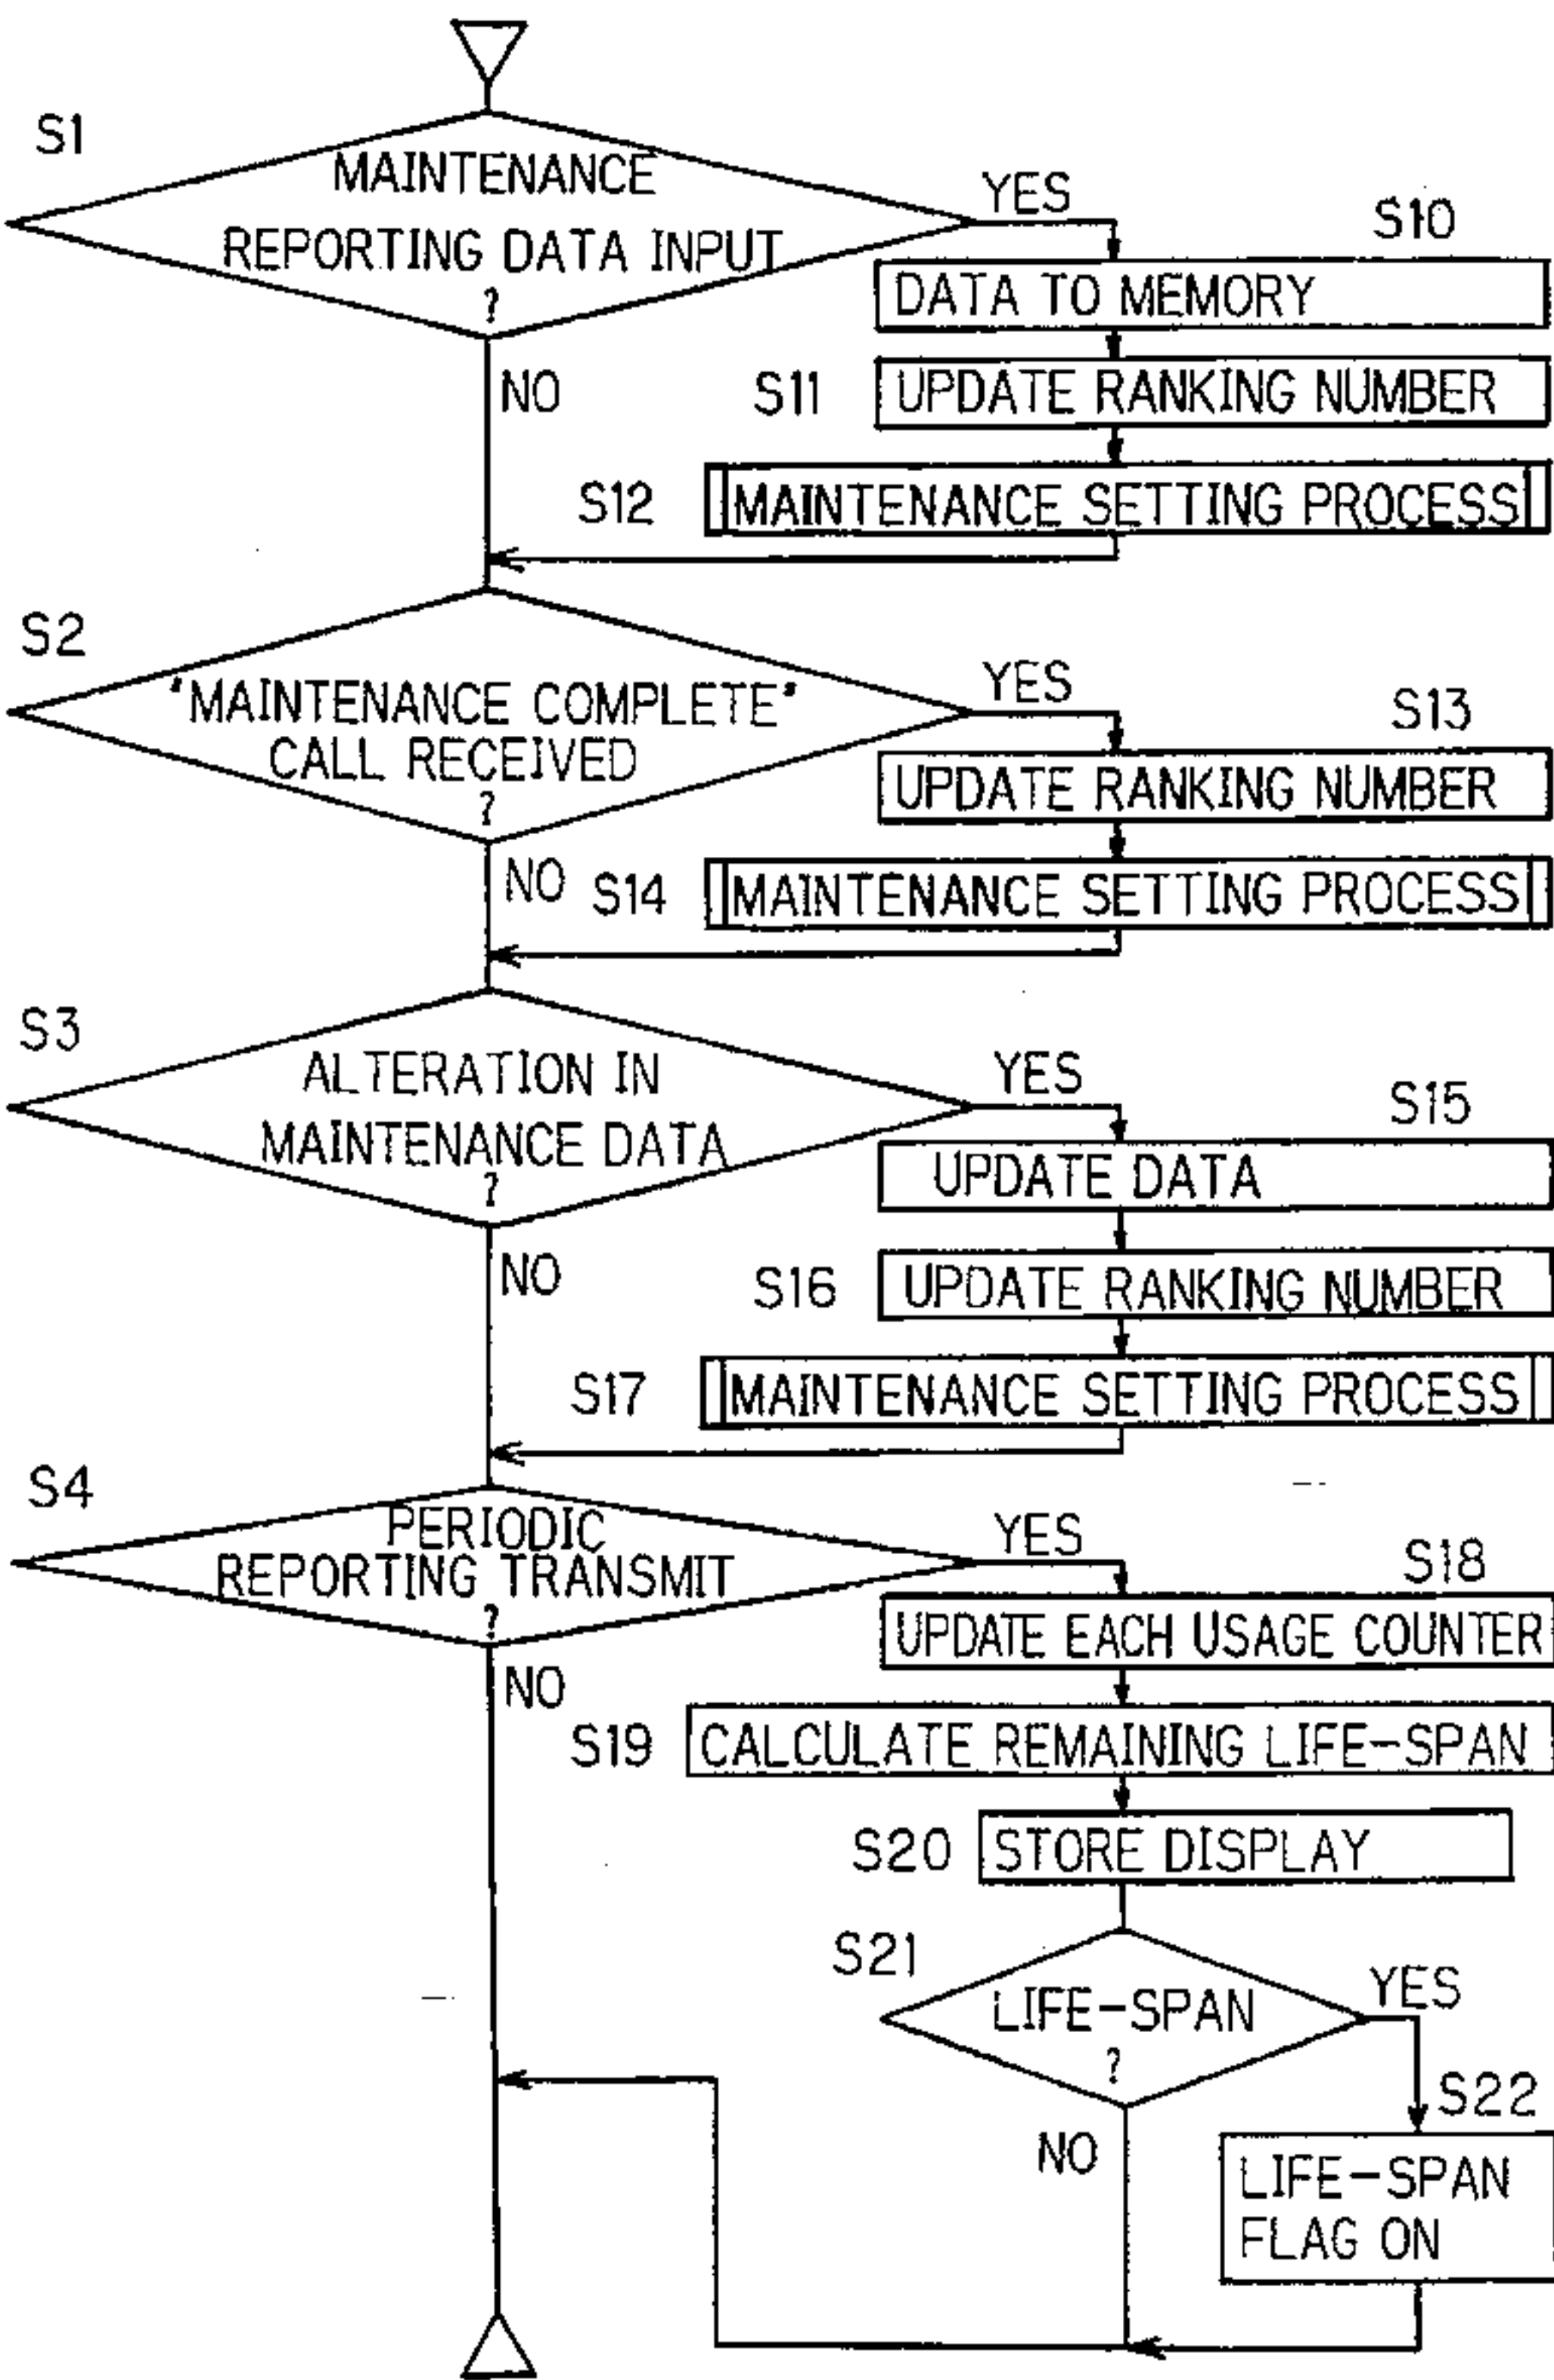 S1
MAINTENANCE
REPORTING DATA INPUT
?
YES
S10
DATA TO MEMORY
NO
S11
UPDATE RANKING NUMBER
S12
MAINTENANCE SETTING PROCESS
S2
"MAINTENANCE COMPLETE"
CALL RECEIVED
?
YES
S13
UPDATE RANKING NUMBER
NO
S14
MAINTENANCE SETTING PROCESS
S3
ALTERATION IN
MAINTENANCE DATA
?
YES
S15
UPDATE DATA
NO
S16
UPDATE RANKING NUMBER
S17
MAINTENANCE SETTING PROCESS
S4
PERIODIC
REPORTING TRANSMIT
?
YES
S18
UPDATE EACH USAGE COUNTER
NO
S19
CALCULATE REMAINING LIFE-SPAN
S20
STORE DISPLAY
S21
LIFE-SPAN
?
YES
S22
NO
LIFE-SPAN
FLAG ON